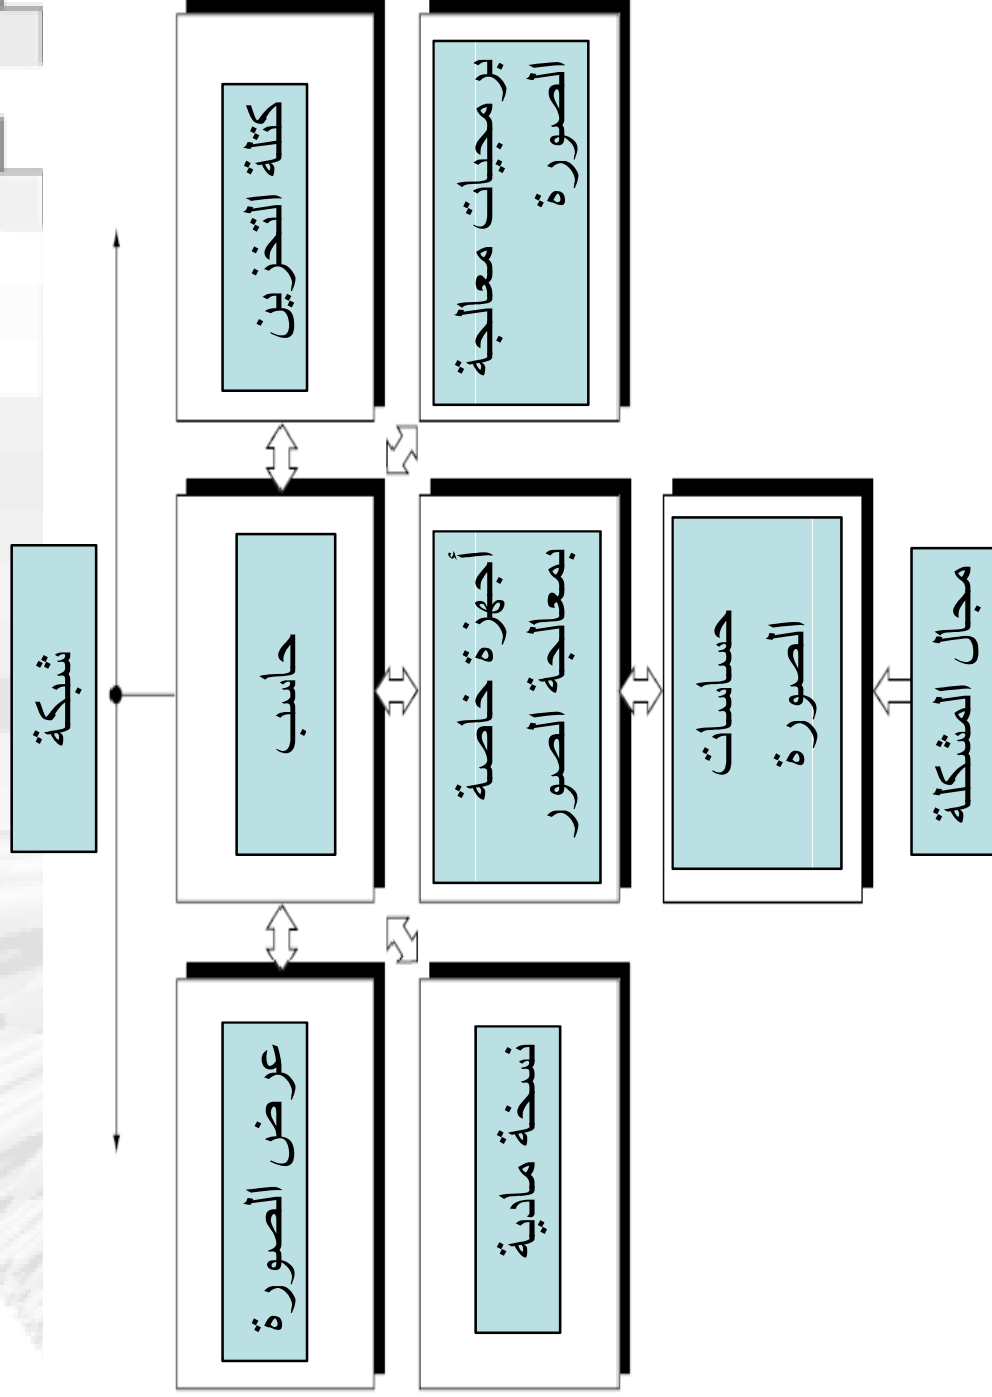 شبكة
كتلة التخزين
حاسب
عرض الصورة
برمجيات معالجة
الصورة
أجهزة خاصة
بمعالجة الصور
نسخة مادية
حساسات
الصورة
مجال المشكلة